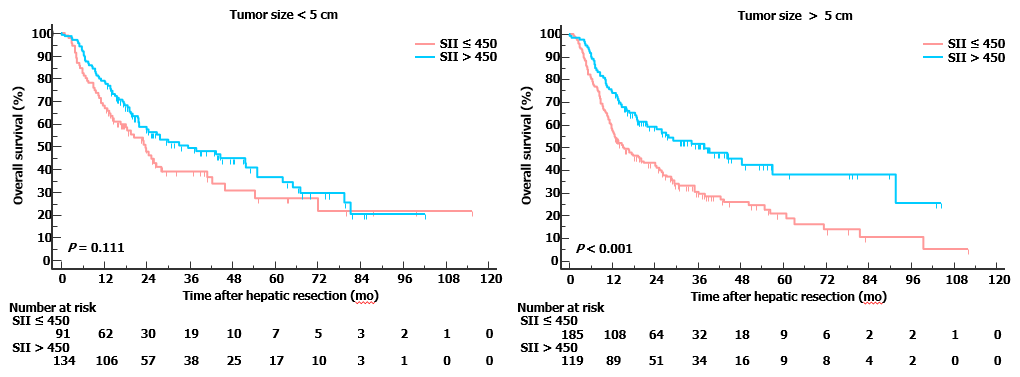 Tumor size < 5 cm
SII ≤ 450
SII > 450
Overall survival (%)
100
90
80
70
60
50
40
30
20
10
0
P = 0.111
0 12 24 36 48 60 72 84 96 108 120
Time after hepatic resection (mo)
Number at risk
SII ≤ 450
91 62 30 19 10 7 5 3 2 1 0
SII > 450
134 106 57 38 25 17 10 3 1 0 0
Tumor size > 5 cm
SII ≤ 450
SII > 450
Overall survival (%)
100
90
80
70
60
50
40
30
20
10
0
P < 0.001
0 12 24 36 48 60 72 84 96 108 120
Time after hepatic resection (mo)
Number at risk
SII ≤ 450
185 108 64 32 18 9 6 2 2 1 0
SII > 450
119 89 51 34 16 9 8 4 2 0 0